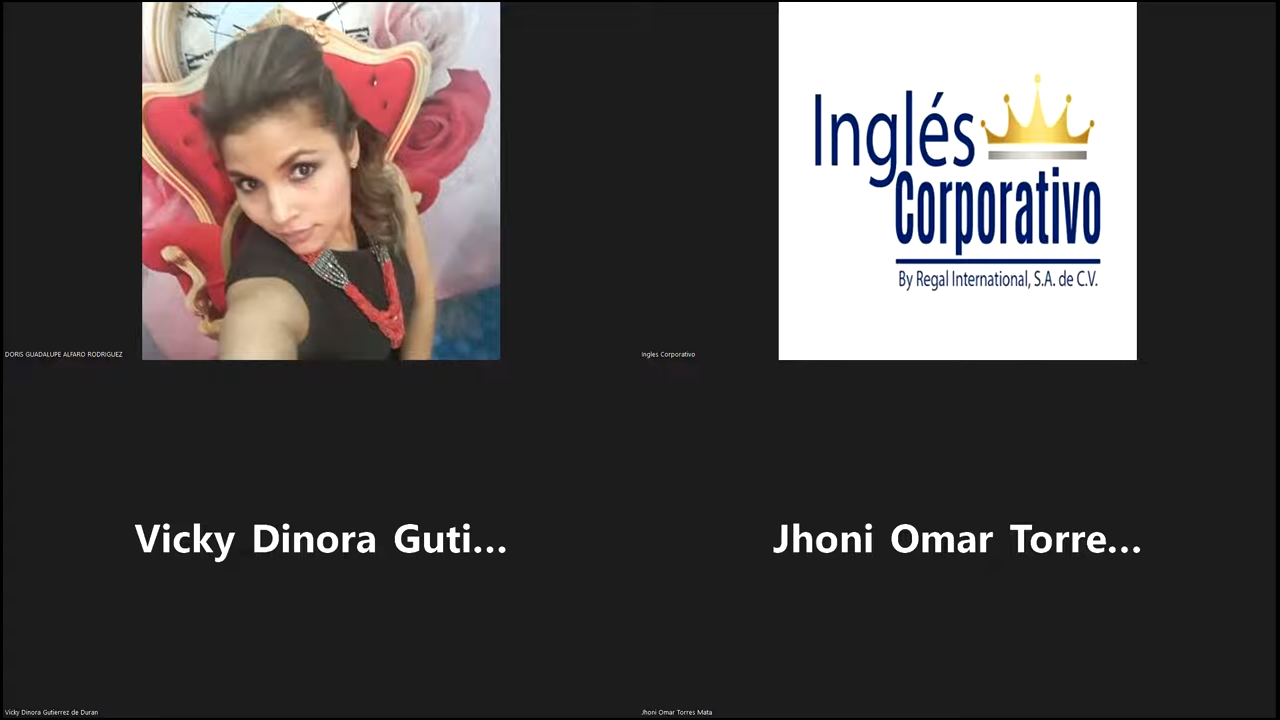 Inglés
Corporativo
By Regal International, S.A. de C.V.
DORIS GUADALUPE ALFARO RODRIGUEZ
Ingles Corporativo
Vicky Dinora Guti...
Jhoni Omar Torre...
Vicky Dinora Gutierrez de Duran
Jhoni Omar Torres Mata